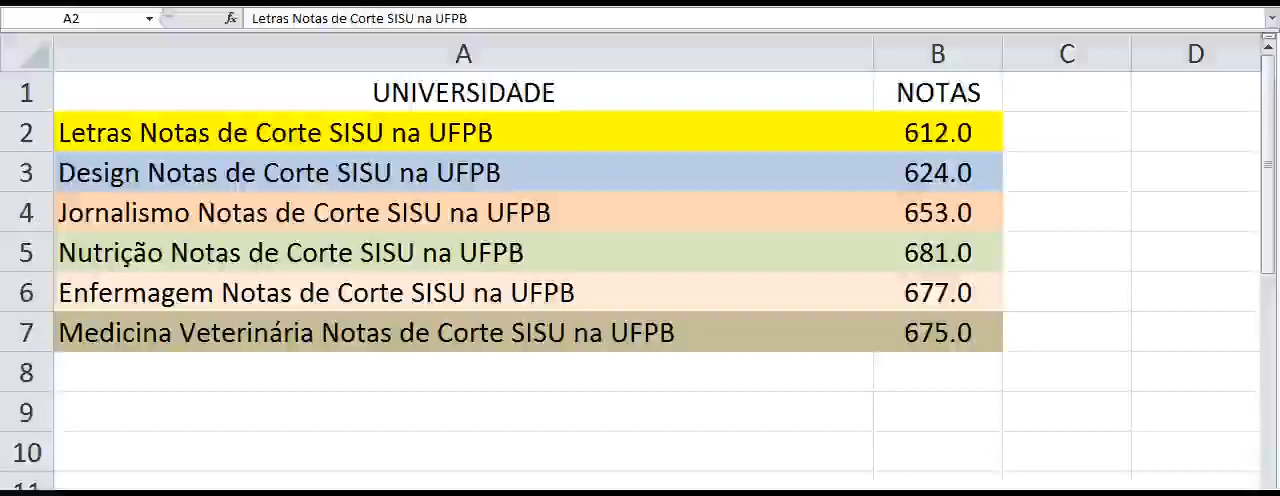 A2 fx Letras Notas de Corte SISU na UFPB
A B C D
1 UNIVERSIDADE NOTAS
2 Letras Notas de Corte SISU na UFPB 612.0
3 Design Notas de Corte SISU na UFPB 624.0
4 Jornalismo Notas de Corte SISU na UFPB 653.0
5 Nutrição Notas de Corte SISU na UFPB 681.0
6 Enfermagem Notas de Corte SISU na UFPB 677.0
7 Medicina Veterinária Notas de Corte SISU na UFPB 675.0
8
9
10
11